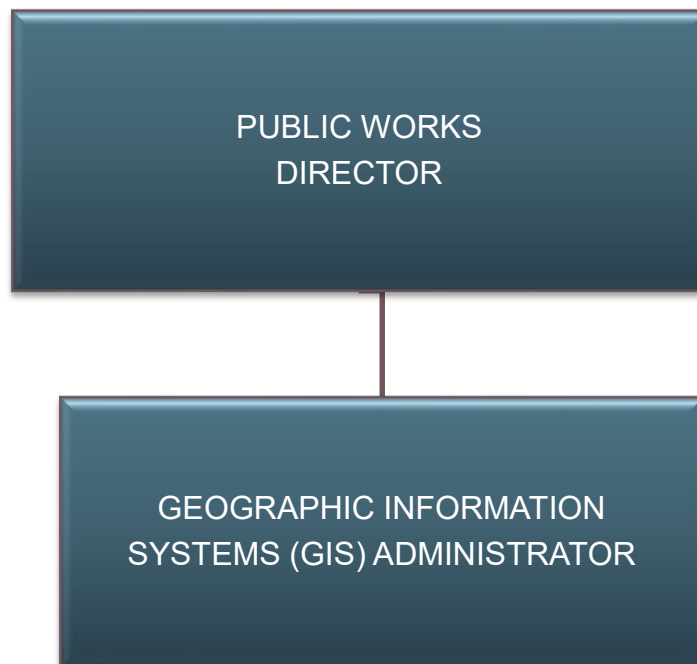 PUBLIC WORKS
DIRECTOR
GEOGRAPHIC INFORMATION
SYSTEMS (GIS) ADMINISTRATOR